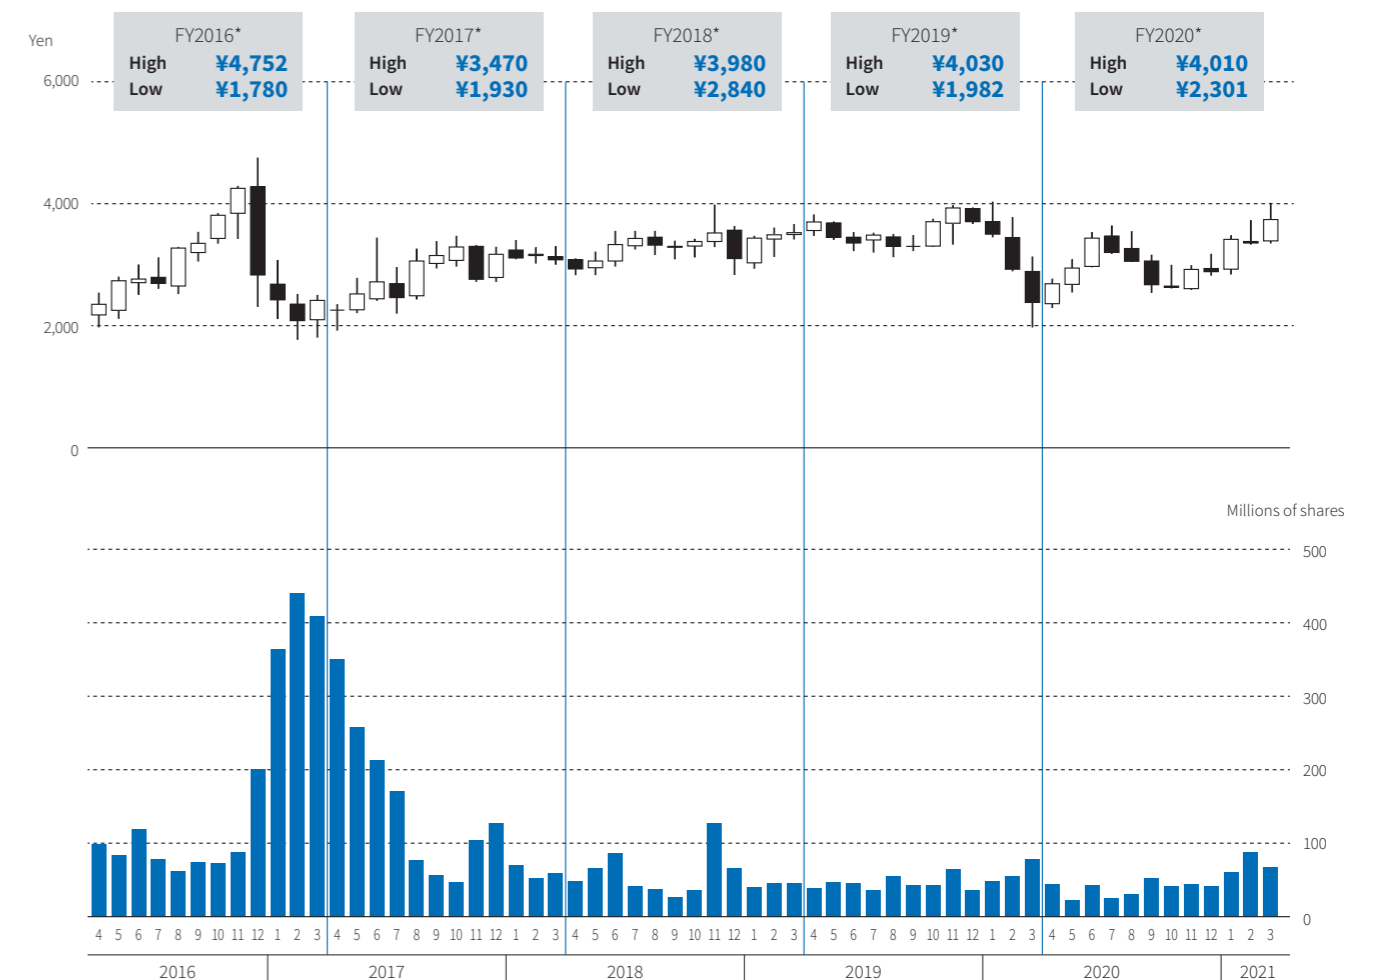 Yen
FY2016*
High ¥4,752
Low ¥1,780
FY2017*
High ¥3,470
Low ¥1,930
FY2018*
High ¥3,980
Low ¥2,840
FY2019*
High ¥4,030
Low ¥1,982
FY2020*
High ¥4,010
Low ¥2,301
6,000
4,000
2,000
0
Millions of shares
500
400
300
200
100
0
4 5 6 7 8 9 10 11 12 1 2 3 4 5 6 7 8 9 10 11 12 1 2 3 4 5 6 7 8 9 10 11 12 1 2 3 4 5 6 7 8 9 10 11 12 1 2 3 4 5 6 7 8 9 10 11 12 1 2 3
2016 2017 2018 2019 2020 2021